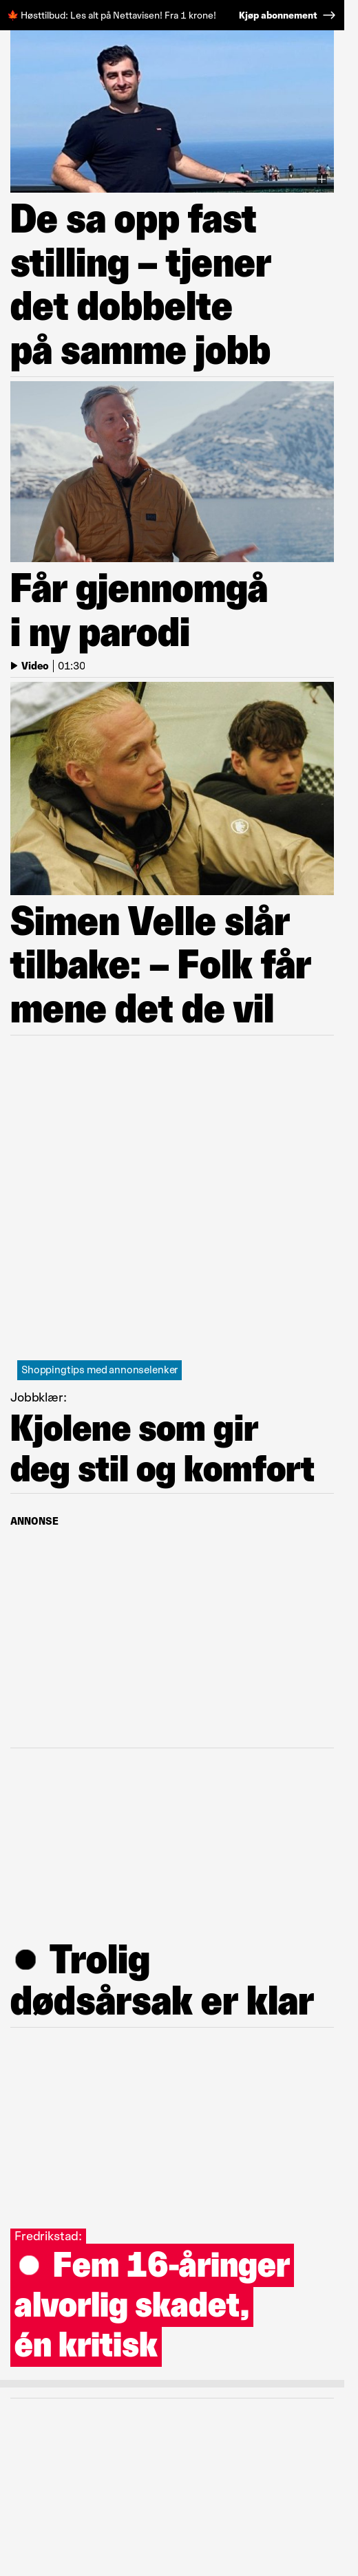 🍁 Høsttilbud: Les alt på Nettavisen! Fra 1 krone! Kjøp abonnement →
De sa opp fast
stilling – tjener
det dobbelte
på samme jobb
Får gjennomgå
i ny parodi
Video | 01:30
Simen Velle slår
tilbake: – Folk får
mene det de vil
Shoppingtips med annonselenker
Jobbklær:
Kjolene som gir
deg stil og komfort
ANNONSE
Trolig
dødsårsak er klar
Fredrikstad:
Fem 16-åringer
alvorlig skadet,
én kritisk